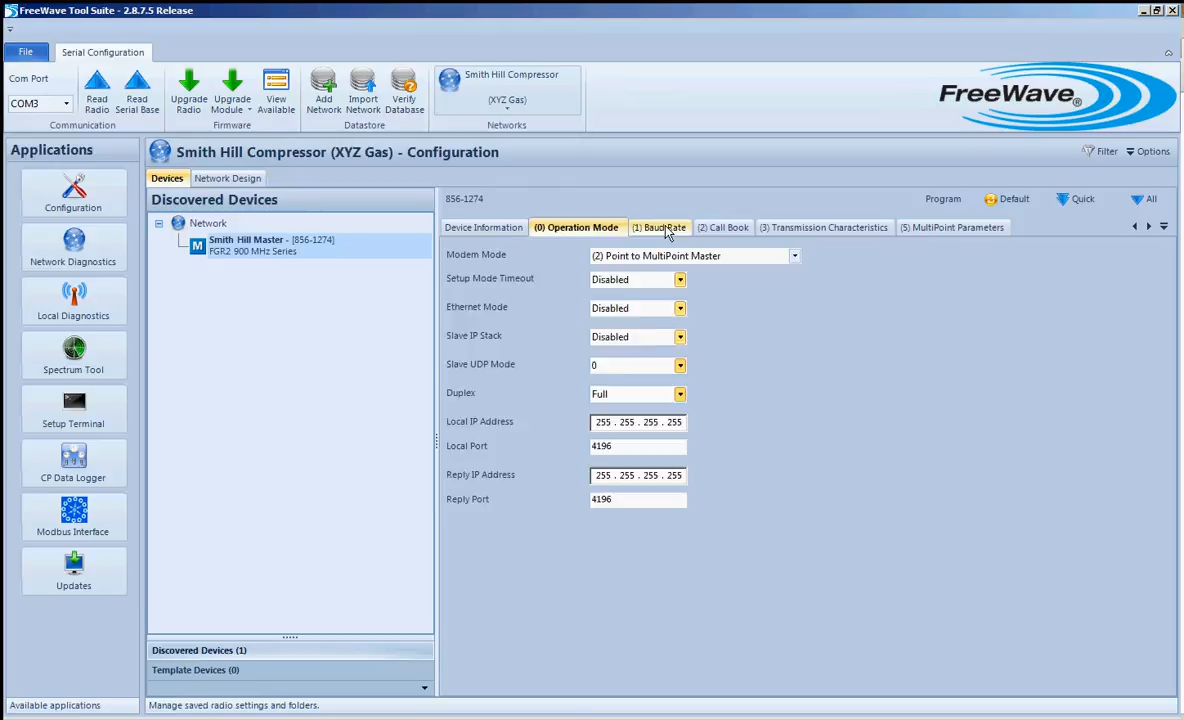 FreeWave Tool Suite - 2.8.7.5 Release
File
Serial Configuration
Com Port
COM3
Read
Radio
Read
Serial Base
Communication
Upgrade
Radio
Upgrade
Module
View
Available
Firmware
Add
Network
Import
Network
Verify
Database
Datastore
Smith Hill Compressor
(XYZ Gas)
Networks
FreeWave®
Applications
Configuration
Network Diagnostics
Local Diagnostics
Spectrum Tool
Setup Terminal
CP Data Logger
Modbus Interface
Updates
Available applications
Smith Hill Compressor (XYZ Gas) - Configuration
Filter
Options
Devices
Network Design
Discovered Devices
Network
M
Smith Hill Master - [856-1274]
FGR2 900 MHz Series
Discovered Devices (1)
Template Devices (0)
856-1274
Program
Default
Quick
All
Device Information
(0) Operation Mode
(1) Baud Rate
(2) Call Book
(3) Transmission Characteristics
(5) MultiPoint Parameters
Modem Mode
(2) Point to MultiPoint Master
Setup Mode Timeout
Disabled
Ethernet Mode
Disabled
Slave IP Stack
Disabled
Slave UDP Mode
0
Duplex
Full
Local IP Address
255 . 255 . 255 . 255
Local Port
4196
Reply IP Address
255 . 255 . 255 . 255
Reply Port
4196
Manage saved radio settings and folders.